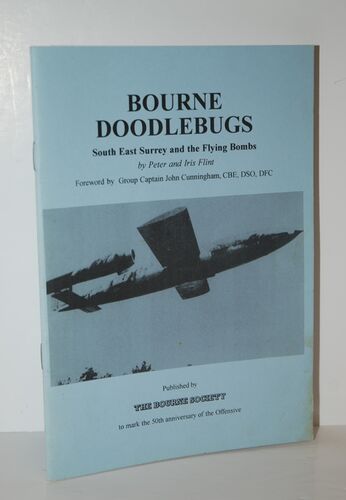 BOURNE
DOODLEBUGS
South East Surrey and the Flying Bombs
by Peter and Iris Flint
Foreword by Group Captain John Cunningham, CBE, DSO, DFC
Published by
THE BOURNE SOCIETY
to mark the 50th anniversary of the Offensive